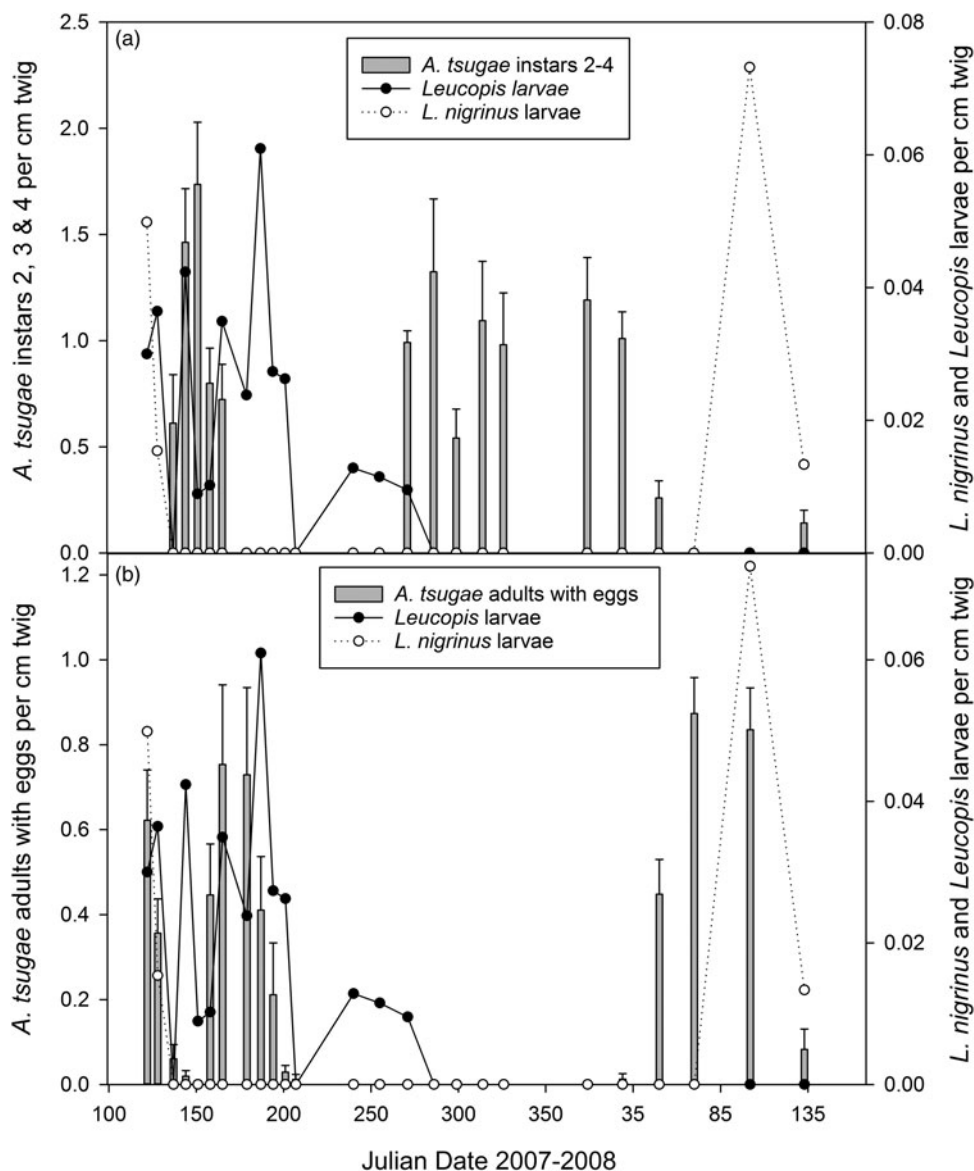 (a)
A. tsugae instars 2-4
Leucopis larvae
L. nigrinus larvae
A. tsugae instars 2, 3 & 4 per cm twig
2.5
2.0
1.5
1.0
0.5
0.0
L. nigrinus and Leucopis larvae per cm twig
0.08
0.06
0.04
0.02
0.00
(b)
A. tsugae adults with eggs
Leucopis larvae
L. nigrinus larvae
A. tsugae adults with eggs per cm twig
1.2
1.0
0.8
0.6
0.4
0.2
0.0
L. nigrinus and Leucopis larvae per cm twig
0.06
0.04
0.02
0.00
100 150 200 250 300 350 35 85 135
Julian Date 2007-2008